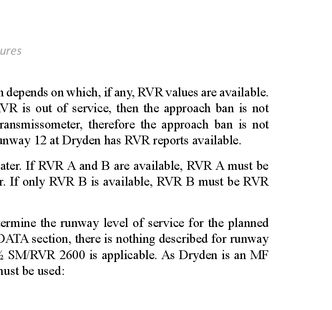 ures
n depends on which, if any, RVR values are available.
VR is out of service, then the approach ban is not
ransmissometer, therefore the approach ban is not
unway 12 at Dryden has RVR reports available.
ater. If RVR A and B are available, RVR A must be
r. If only RVR B is available, RVR B must be RVR
ermine the runway level of service for the planned
DATA section, there is nothing described for runway
½ SM/RVR 2600 is applicable. As Dryden is an MF
must be used: